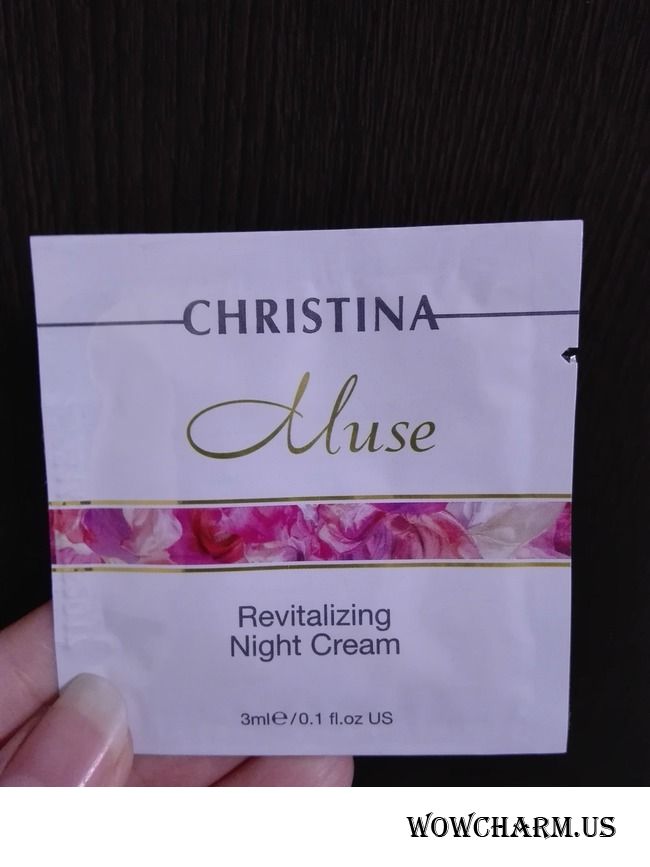 CHRISTINA
Muse
Revitalizing
Night Cream
3ml℮/0.1 fl.oz US
WOWCHARM.US